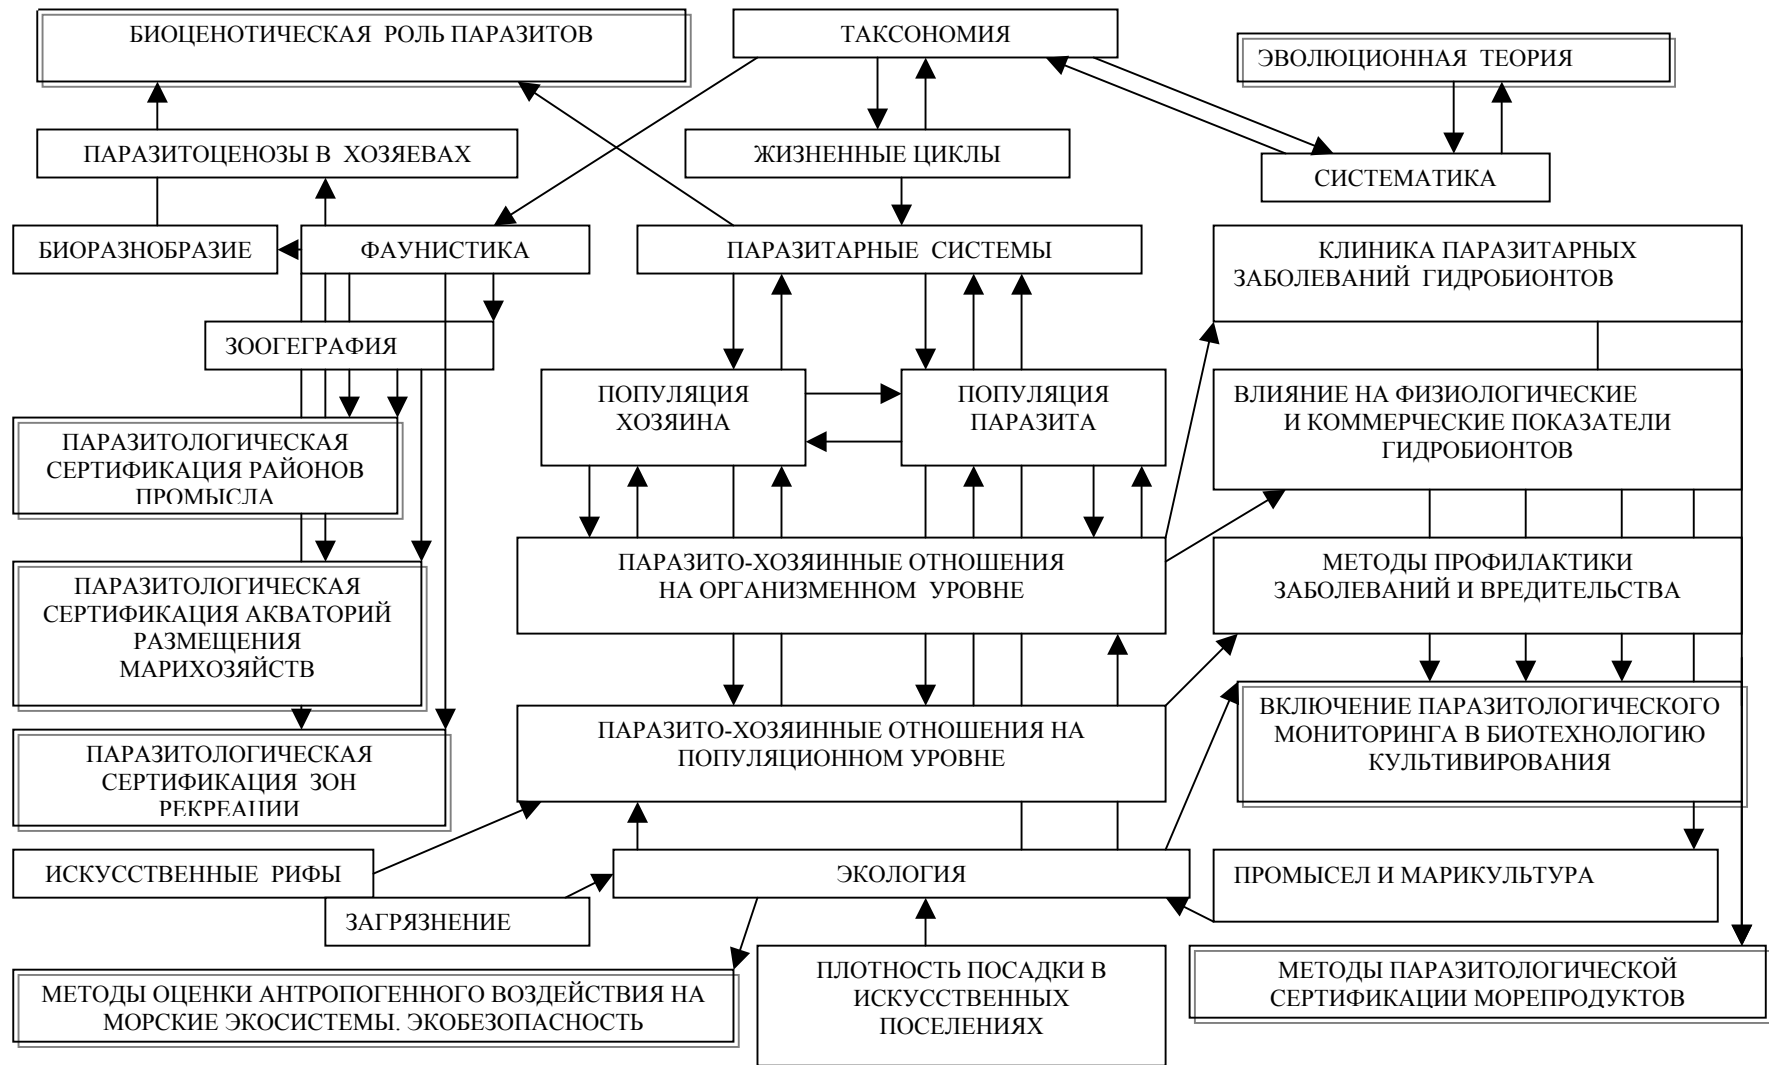 БИОЦЕНОТИЧЕСКАЯ РОЛЬ ПАРАЗИТОВ
ТАКСОНОМИЯ
ЭВОЛЮЦИОННАЯ ТЕОРИЯ
ПАРАЗИТОЦЕНОЗЫ В ХОЗЯЕВАХ
ЖИЗНЕННЫЕ ЦИКЛЫ
СИСТЕМАТИКА
БИОРАЗНОБРАЗИЕ
ФАУНИСТИКА
ПАРАЗИТАРНЫЕ СИСТЕМЫ
КЛИНИКА ПАРАЗИТАРНЫХ
ЗАБОЛЕВАНИЙ ГИДРОБИОНТОВ
ЗООГЕГРАФИЯ
ПОПУЛЯЦИЯ
ХОЗЯИНА
ПОПУЛЯЦИЯ
ПАРАЗИТА
ВЛИЯНИЕ НА ФИЗИОЛОГИЧЕСКИЕ
И КОММЕРЧЕСКИЕ ПОКАЗАТЕЛИ
ГИДРОБИОНТОВ
ПАРАЗИТОЛОГИЧЕСКАЯ
СЕРТИФИКАЦИЯ РАЙОНОВ
ПРОМЫСЛА
ПАРАЗИТО-ХОЗЯИННЫЕ ОТНОШЕНИЯ
НА ОРГАНИЗМЕННОМ УРОВНЕ
МЕТОДЫ ПРОФИЛАКТИКИ
ЗАБОЛЕВАНИЙ И ВРЕДИТЕЛЬСТВА
ПАРАЗИТОЛОГИЧЕСКАЯ
СЕРТИФИКАЦИЯ АКВАТОРИЙ
РАЗМЕЩЕНИЯ
МАРИХОЗЯЙСТВ
ПАРАЗИТО-ХОЗЯИННЫЕ ОТНОШЕНИЯ НА
ПОПУЛЯЦИОННОМ УРОВНЕ
ВКЛЮЧЕНИЕ ПАРАЗИТОЛОГИЧЕСКОГО
МОНИТОРИНГА В БИОТЕХНОЛОГИЮ
КУЛЬТИВИРОВАНИЯ
ПАРАЗИТОЛОГИЧЕСКАЯ
СЕРТИФИКАЦИЯ ЗОН
РЕКРЕАЦИИ
ИСКУССТВЕННЫЕ РИФЫ
ЭКОЛОГИЯ
ПРОМЫСЕЛ И МАРИКУЛЬТУРА
ЗАГРЯЗНЕНИЕ
МЕТОДЫ ОЦЕНКИ АНТРОПОГЕННОГО ВОЗДЕЙСТВИЯ НА
МОРСКИЕ ЭКОСИСТЕМЫ. ЭКОБЕЗОПАСНОСТЬ
ПЛОТНОСТЬ ПОСАДКИ В
ИСКУССТВЕННЫХ
ПОСЕЛЕНИЯХ
МЕТОДЫ ПАРАЗИТОЛОГИЧЕСКОЙ
СЕРТИФИКАЦИИ МОРЕПРОДУКТОВ